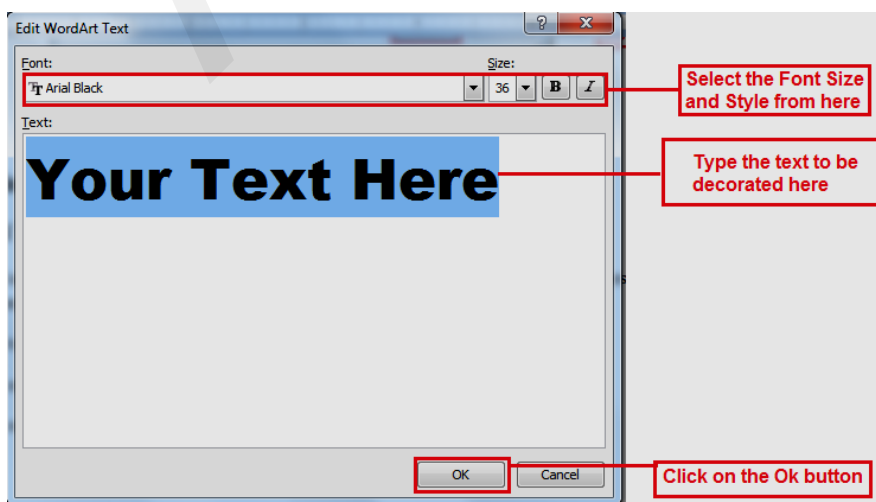 Edit WordArt Text
?
Font:
Size:
Arial Black
36
B
I
Select the Font Size
and Style from here
Text:
Your Text Here
Type the text to be
decorated here
OK
Cancel
Click on the Ok button